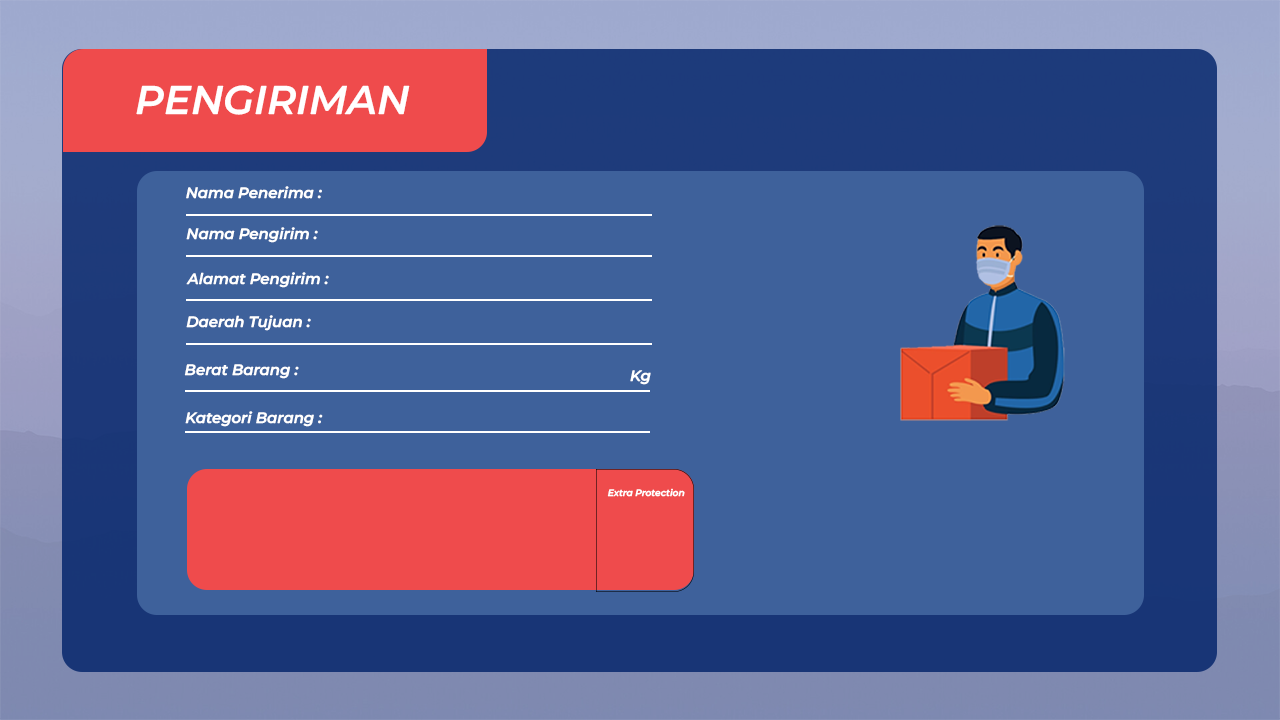 PENGIRIMAN
Nama Penerima :
Nama Pengirim :
Alamat Pengirim :
Daerah Tujuan :
Berat Barang :
Kg
Kategori Barang :
Extra Protection